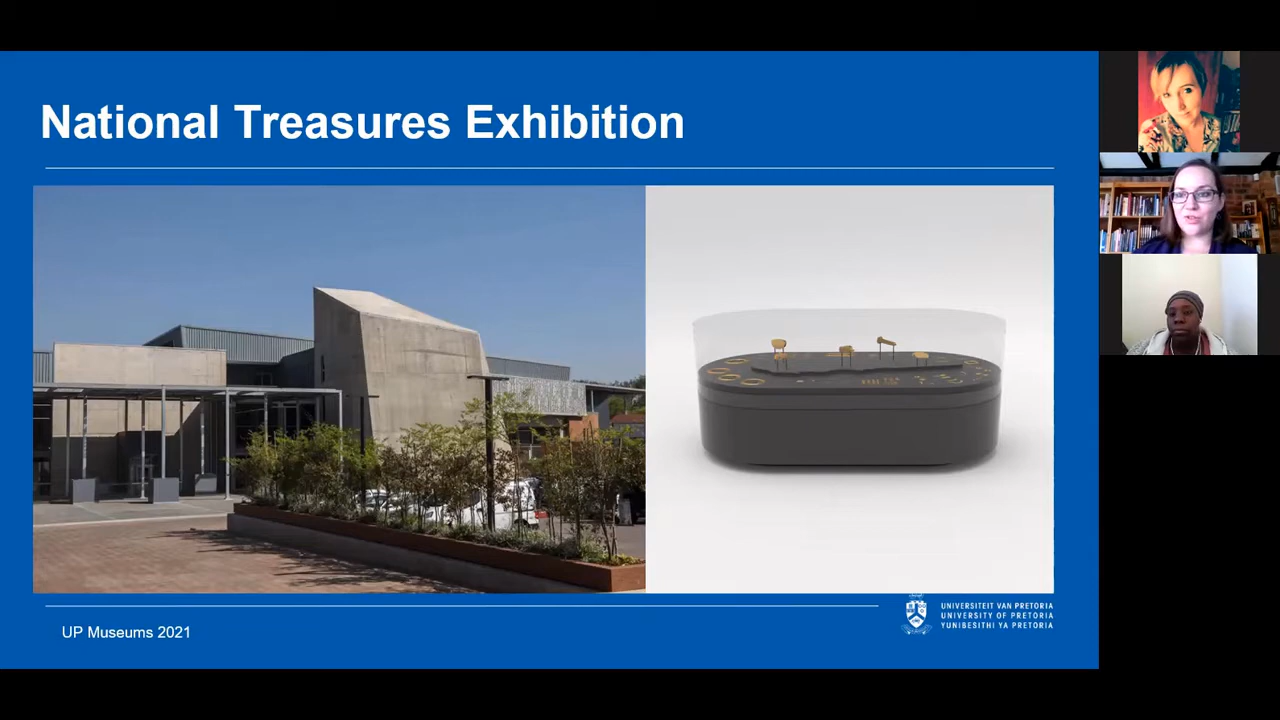 National Treasures Exhibition
UP Museums 2021
UNIVERSITEIT VAN PRETORIA
UNIVERSITY OF PRETORIA
YUNIBESITHI YA PRETORIA